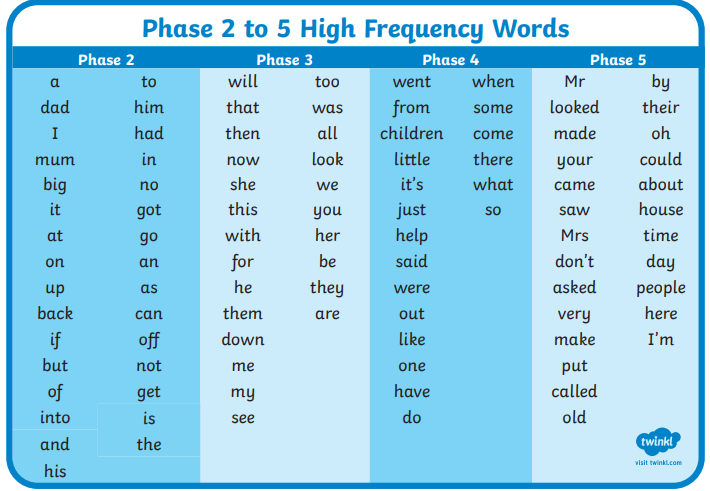 Phase 2 to 5 High Frequency Words
Phase 2 Phase 3 Phase 4 Phase 5
a to will too went when Mr by
dad him that was from some looked their
I had then all children come made oh
mum in now look little there your could
big no she we it's what came about
it got this you just so saw house
at go with her help Mrs time
on an for be said don't day
up as he they were asked people
back can them are out very here
if off down like make I'm
but not me one put
of get my have called
into is see do old
and the
his
twinkl
visit twinkl.com